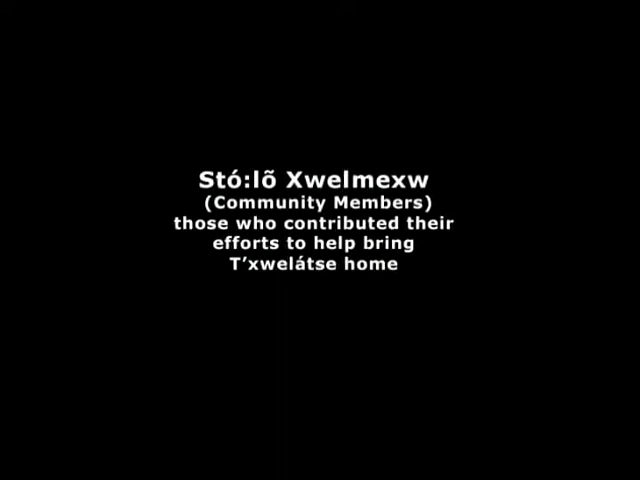 Stó:lõ Xwelmexw
(Community Members)
those who contributed their
efforts to help bring
T’xwelátse home